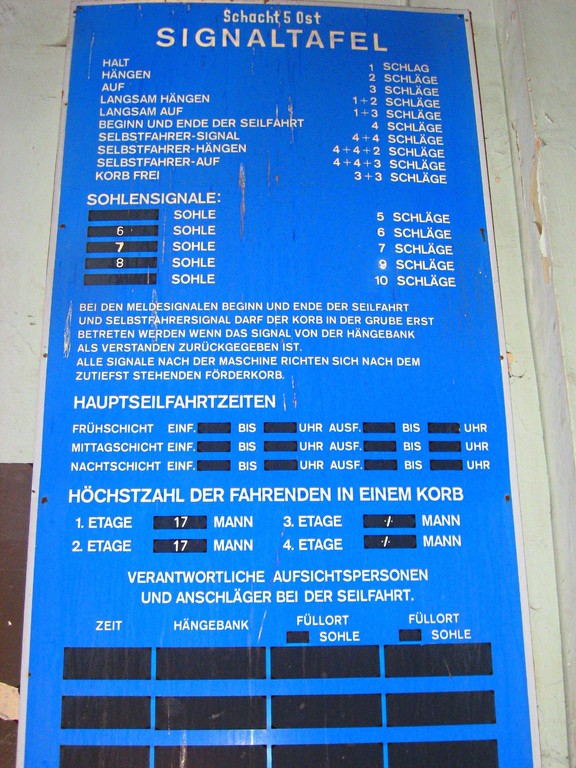 Schacht 5 Ost
SIGNALTAFEL
HALT 1 SCHLAG
HÄNGEN 2 SCHLÄGE
AUF 3 SCHLÄGE
LANGSAM HÄNGEN 1+2 SCHLÄGE
LANGSAM AUF 1+3 SCHLÄGE
BEGINN UND ENDE DER SEILFAHRT 4 SCHLÄGE
SELBSTFAHRER-SIGNAL 4+4 SCHLÄGE
SELBSTFAHRER-HÄNGEN 4+4+2 SCHLÄGE
SELBSTFAHRER-AUF 4+4+3 SCHLÄGE
KORB FREI 3+3 SCHLÄGE
SOHLENSIGNALE:
SOHLE 5 SCHLÄGE
6 SOHLE 6 SCHLÄGE
7 SOHLE 7 SCHLÄGE
8 SOHLE 9 SCHLÄGE
SOHLE 10 SCHLÄGE
BEI DEN MELDESIGNALEN BEGINN UND ENDE DER SEILFAHRT
UND SELBSTFAHRERSIGNAL DARF DER KORB IN DER GRUBE ERST
BETRETEN WERDEN WENN DAS SIGNAL VON DER HÄNGEBANK
ALS VERSTANDEN ZURÜCKGEGEBEN IST.
ALLE SIGNALE NACH DER MASCHINE RICHTEN SICH NACH DEM
ZUTIEFST STEHENDEN FÖRDERKORB.
HAUPTSEILFAHRTZEITEN
FRÜHSCHICHT EINF. BIS UHR AUSF. BIS UHR
MITTAGSCHICHT EINF. BIS UHR AUSF. BIS UHR
NACHTSCHICHT EINF. BIS UHR AUSF. BIS UHR
HÖCHSTZAHL DER FAHRENDEN IN EINEM KORB
1. ETAGE 17 MANN 3. ETAGE ./. MANN
2. ETAGE 17 MANN 4. ETAGE ./. MANN
VERANTWORTLICHE AUFSICHTSPERSONEN
UND ANSCHLÄGER BEI DER SEILFAHRT.
ZEIT HÄNGEBANK FÜLLORT FÜLLORT
SOHLE SOHLE